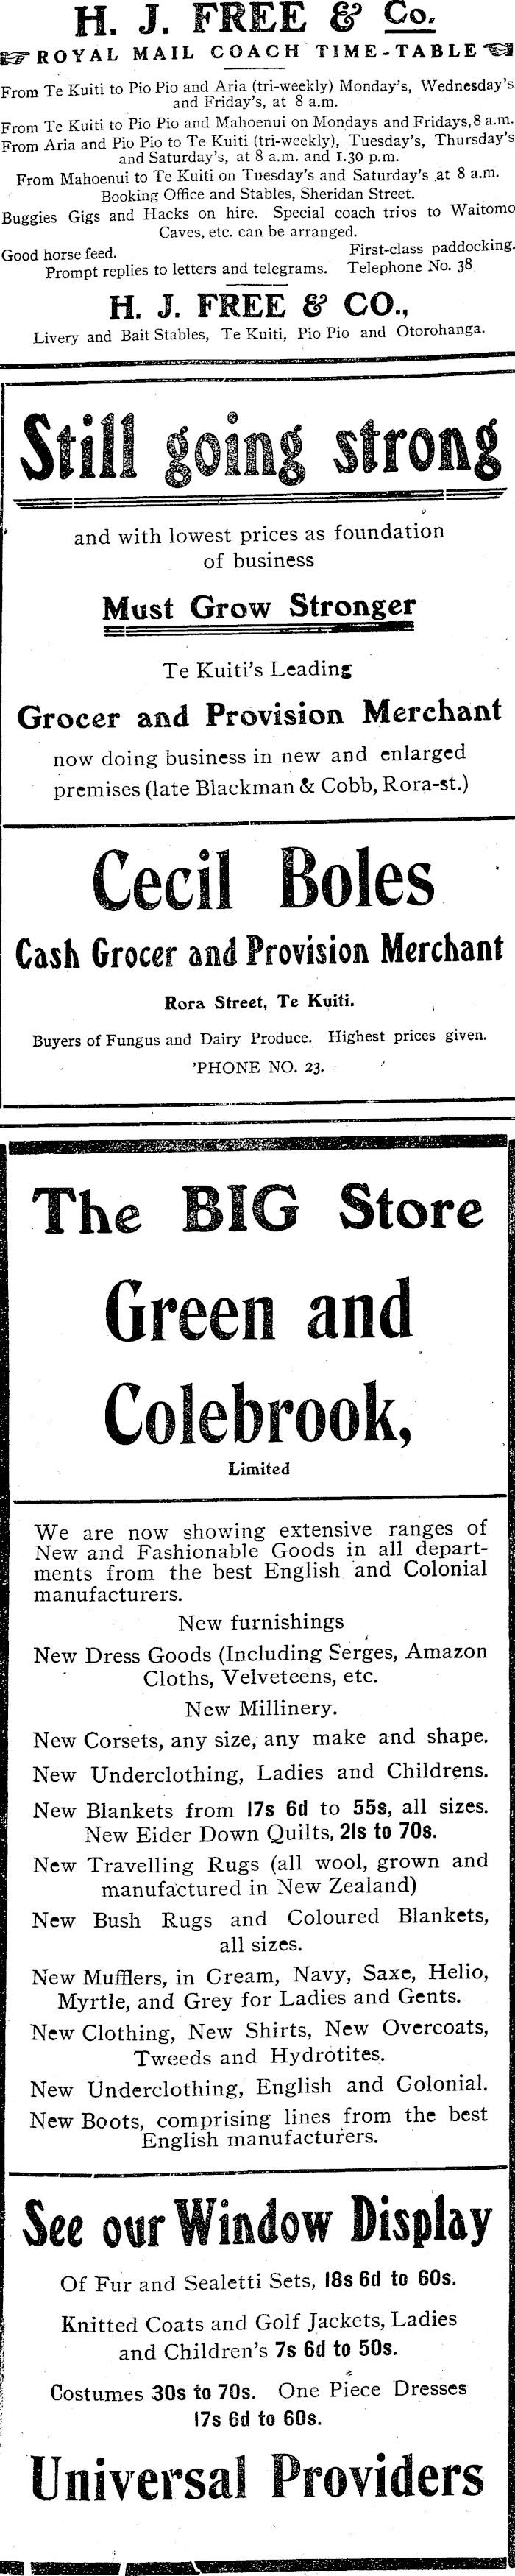 H. J. FREE & Co.
ROYAL MAIL COACH TIME-TABLE
From Te Kuiti to Pio Pio and Aria (tri-weekly) Monday's, Wednesday's
and Friday's, at 8 a.m.
From Te Kuiti to Pio Pio and Mahoenui on Mondays and Fridays, 8 a.m.
From Aria and Pio Pio to Te Kuiti (tri-weekly), Tuesday's, Thursday's
and Saturday's, at 8 a.m. and 1.30 p.m.
From Mahoenui to Te Kuiti on Tuesday's and Saturday's at 8 a.m.
Booking Office and Stables, Sheridan Street.
Buggies Gigs and Hacks on hire. Special coach trips to Waitomo
Caves, etc. can be arranged.
Good horse feed. First-class paddocking.
Prompt replies to letters and telegrams. Telephone No. 38
H. J. FREE & CO.,
Livery and Bait Stables, Te Kuiti, Pio Pio and Otorohanga.
Still going strong
and with lowest prices as foundation
of business
Must Grow Stronger
Te Kuiti's Leading
Grocer and Provision Merchant
now doing business in new and enlarged
premises (late Blackman & Cobb, Rora-st.)
Cecil Boles
Cash Grocer and Provision Merchant
Rora Street, Te Kuiti.
Buyers of Fungus and Dairy Produce. Highest prices given.
'PHONE NO. 23.
The BIG Store
Green and
Colebrook,
Limited
We are now showing extensive ranges of
New and Fashionable Goods in all depart-
ments from the best English and Colonial
manufacturers.
New furnishings
New Dress Goods (Including Serges, Amazon
Cloths, Velveteens, etc.
New Millinery.
New Corsets, any size, any make and shape.
New Underclothing, Ladies and Childrens.
New Blankets from 17s 6d to 55s, all sizes.
New Eider Down Quilts, 21s to 70s.
New Travelling Rugs (all wool, grown and
manufactured in New Zealand)
New Bush Rugs and Coloured Blankets,
all sizes.
New Mufflers, in Cream, Navy, Saxe, Helio,
Myrtle, and Grey for Ladies and Gents.
New Clothing, New Shirts, New Overcoats,
Tweeds and Hydrotites.
New Underclothing, English and Colonial.
New Boots, comprising lines from the best
English manufacturers.
See our Window Display
Of Fur and Sealetti Sets, 18s 6d to 60s.
Knitted Coats and Golf Jackets, Ladies
and Children's 7s 6d to 50s.
Costumes 30s to 70s. One Piece Dresses
17s 6d to 60s.
Universal Providers